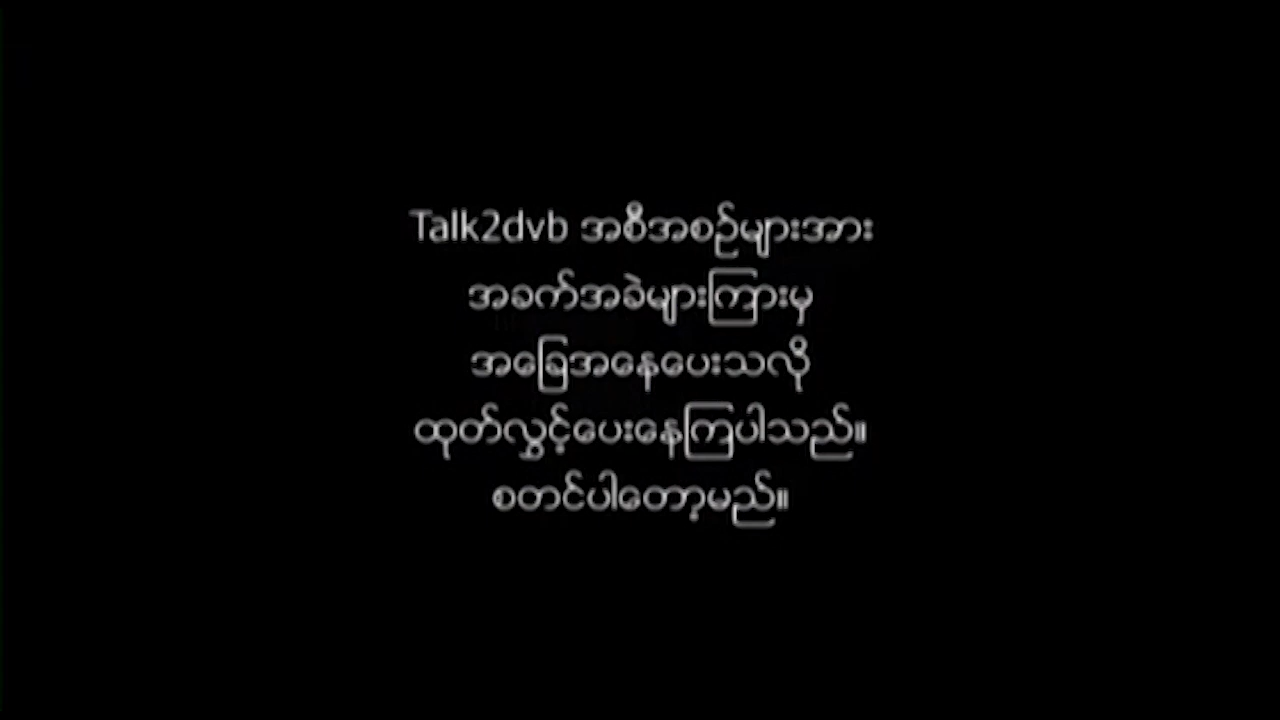 Talk2dvb အစီအစဉ်များအား
အခက်အခဲများကြားမှ
အခြေအနေပေးသလို
ထုတ်လွှင့်ပေးနေကြပါသည်။
စတင်ပါတော့မည်။